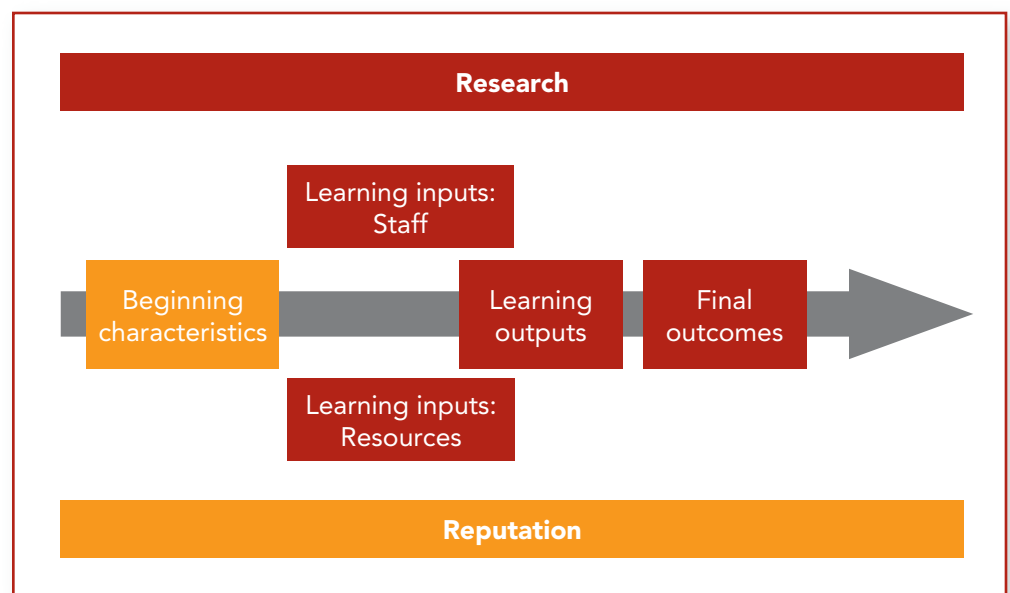 Research
Learning inputs:
Staff
Beginning
characteristics
Learning
outputs
Final
outcomes
Learning inputs:
Resources
Reputation